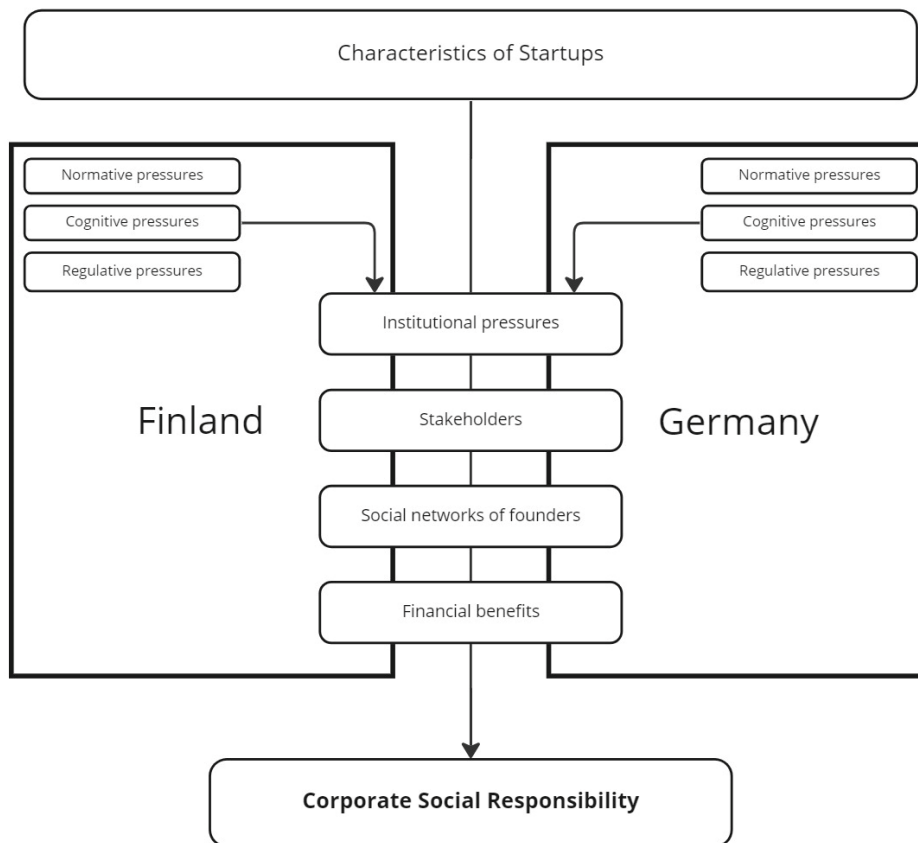 Characteristics of Startups
Normative pressures
Cognitive pressures
Regulative pressures
Normative pressures
Cognitive pressures
Regulative pressures
Institutional pressures
Finland
Stakeholders
Germany
Social networks of founders
Financial benefits
Corporate Social Responsibility